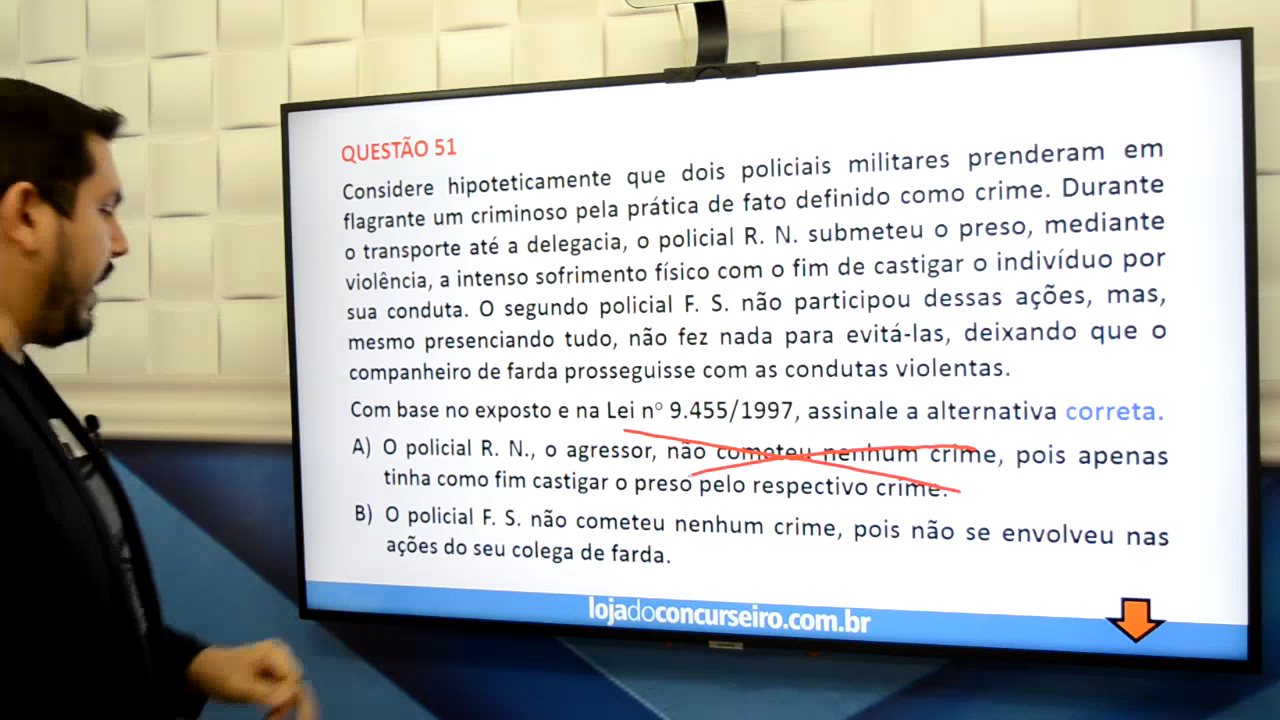 QUESTÃO 51
Considere hipoteticamente que dois policiais militares prenderam em
flagrante um criminoso pela prática de fato definido como crime. Durante
o transporte até a delegacia, o policial R. N. submeteu o preso, mediante
violência, a intenso sofrimento físico com o fim de castigar o indivíduo por
sua conduta. O segundo policial F. S. não participou dessas ações, mas,
mesmo presenciando tudo, não fez nada para evitá-las, deixando que o
companheiro de farda prosseguisse com as condutas violentas.
Com base no exposto e na Lei nº 9.455/1997, assinale a alternativa correta.
A) O policial R. N., o agressor, não cometeu nenhum crime, pois apenas
tinha como fim castigar o preso pelo respectivo crime.
B) O policial F. S. não cometeu nenhum crime, pois não se envolveu nas
ações do seu colega de farda.
lojadoconcurseiro.com.br